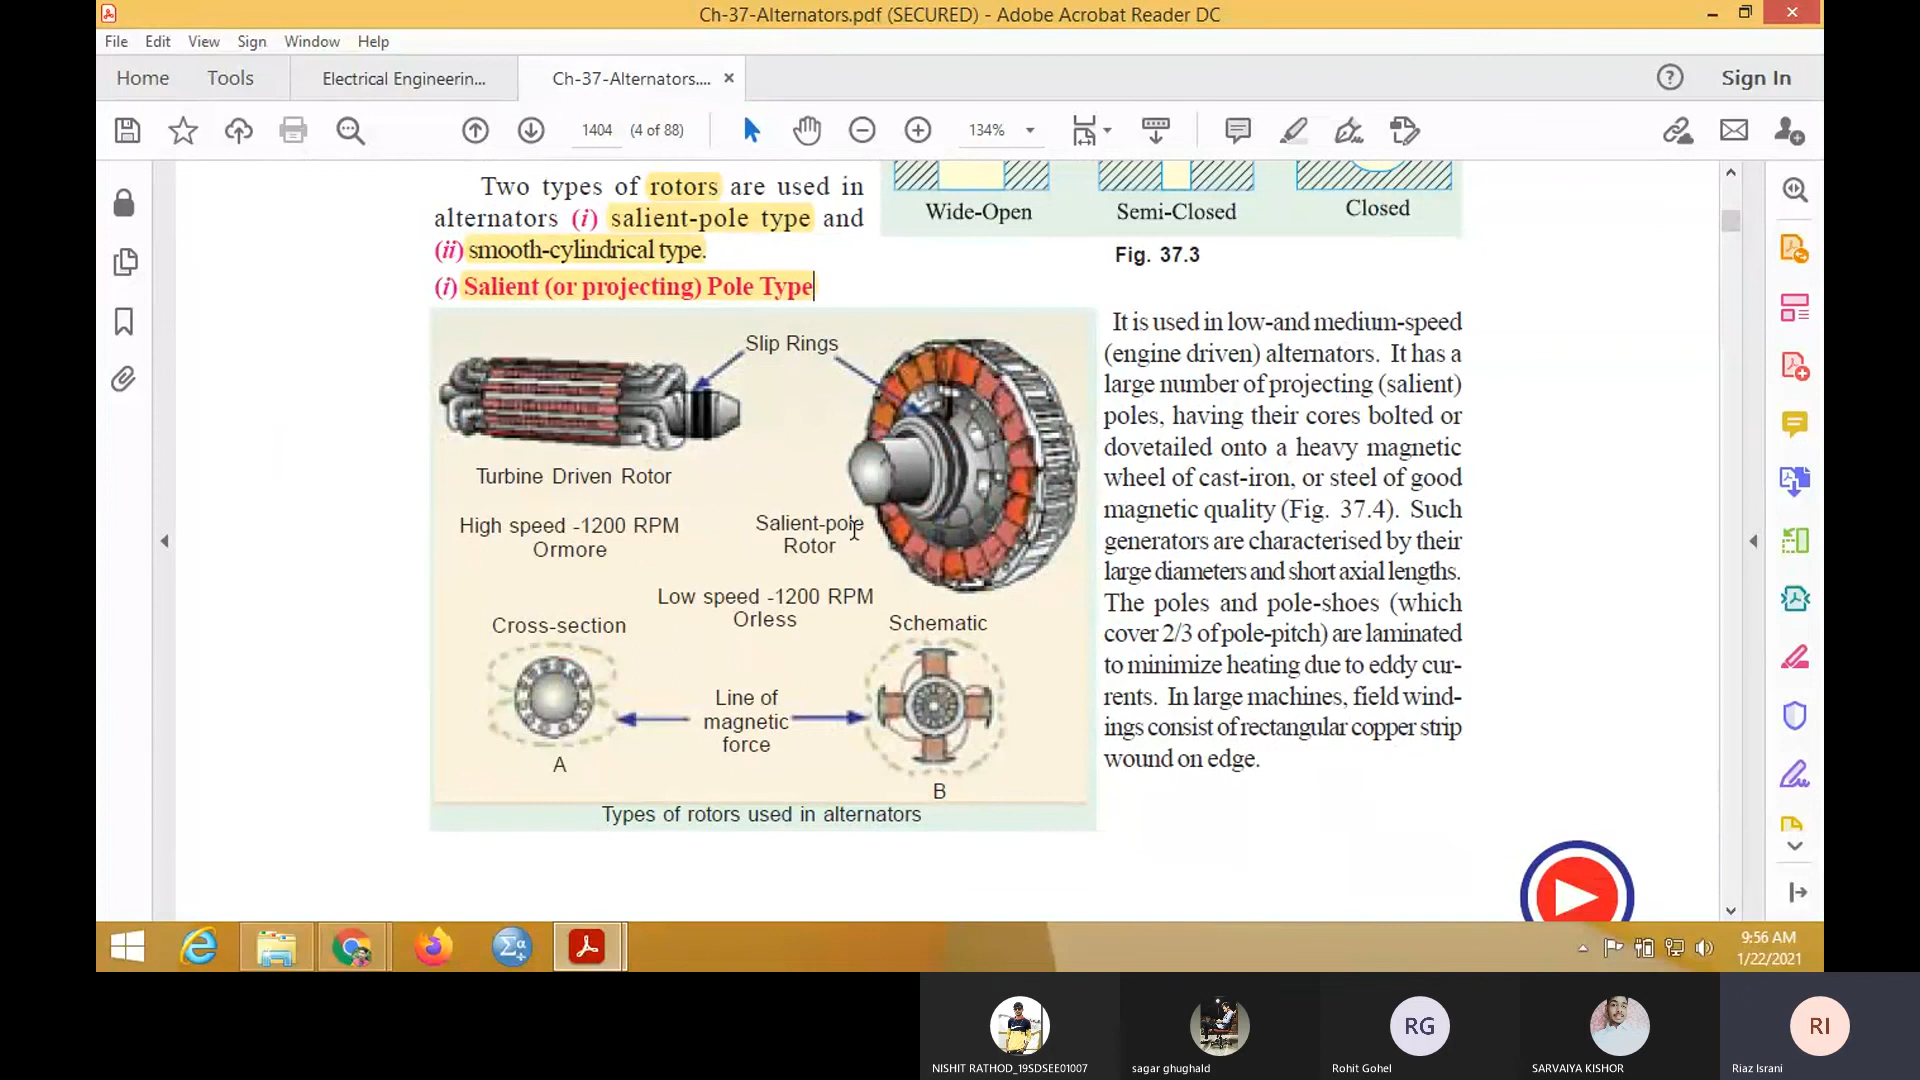 Ch-37-Alternators.pdf (SECURED) - Adobe Acrobat Reader DC
File Edit View Sign Window Help
Home Tools Electrical Engineerin... Ch-37-Alternators.... × Sign In
1404 (4 of 88) 134%
Two types of rotors are used in
alternators (i) salient-pole type and
(ii) smooth-cylindrical type.
(i) Salient (or projecting) Pole Type
Wide-Open Semi-Closed Closed
Fig. 37.3
Slip Rings
Turbine Driven Rotor
High speed -1200 RPM
Ormore
Salient-pole
Rotor
Low speed -1200 RPM
Orless
Cross-section
Schematic
Line of
magnetic
force
A
B
Types of rotors used in alternators
It is used in low-and medium-speed
(engine driven) alternators. It has a
large number of projecting (salient)
poles, having their cores bolted or
dovetailed onto a heavy magnetic
wheel of cast-iron, or steel of good
magnetic quality (Fig. 37.4). Such
generators are characterised by their
large diameters and short axial lengths.
The poles and pole-shoes (which
cover 2/3 of pole-pitch) are laminated
to minimize heating due to eddy cur-
rents. In large machines, field wind-
ings consist of rectangular copper strip
wound on edge.
9:56 AM
1/22/2021
RG
RI
NISHIT RATHOD_19SDSEE01007
sagar ghughald
Rohit Gohel
SARVAIYA KISHOR
Riaz Israni